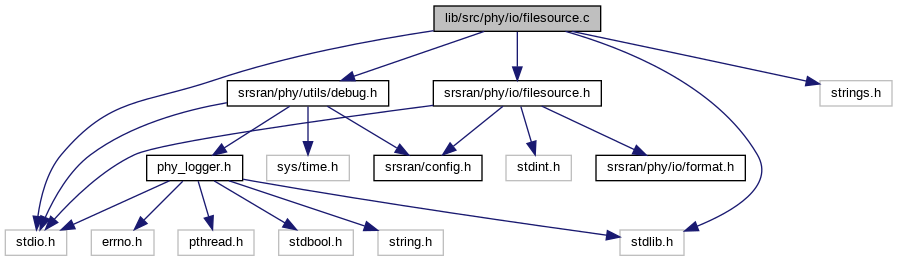 lib/src/phy/io/filesource.c
srsran/phy/utils/debug.h
srsran/phy/io/filesource.h
strings.h
phy_logger.h
sys/time.h
srsran/config.h
stdint.h
srsran/phy/io/format.h
stdio.h
errno.h
pthread.h
stdbool.h
string.h
stdlib.h